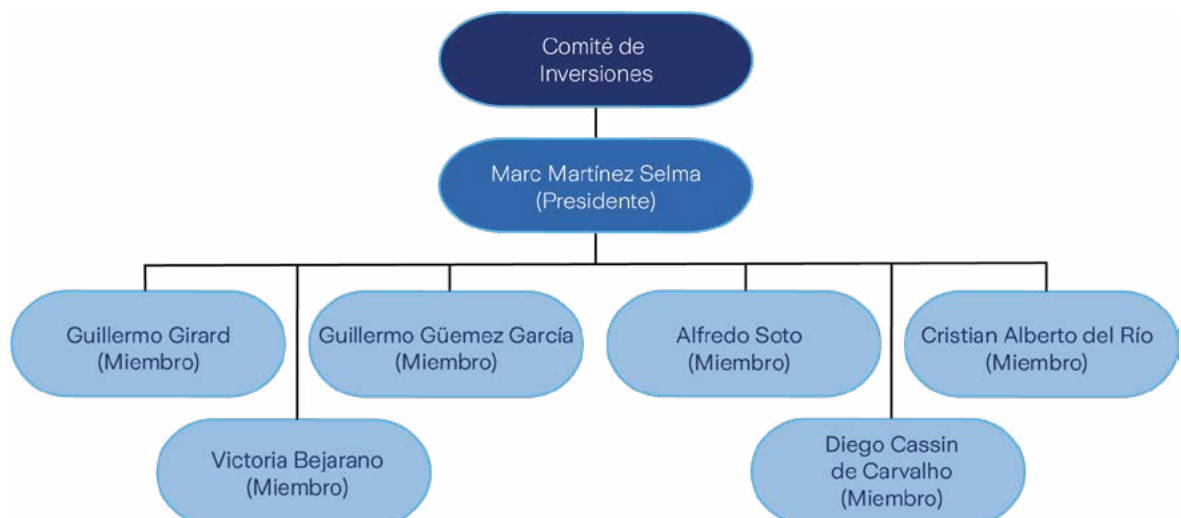 Comité de
Inversiones
Marc Martínez Selma
(Presidente)
Guillermo Girard
(Miembro)
Guillermo Güemez García
(Miembro)
Alfredo Soto
(Miembro)
Cristian Alberto del Río
(Miembro)
Victoria Bejarano
(Miembro)
Diego Cassin
de Carvalho
(Miembro)